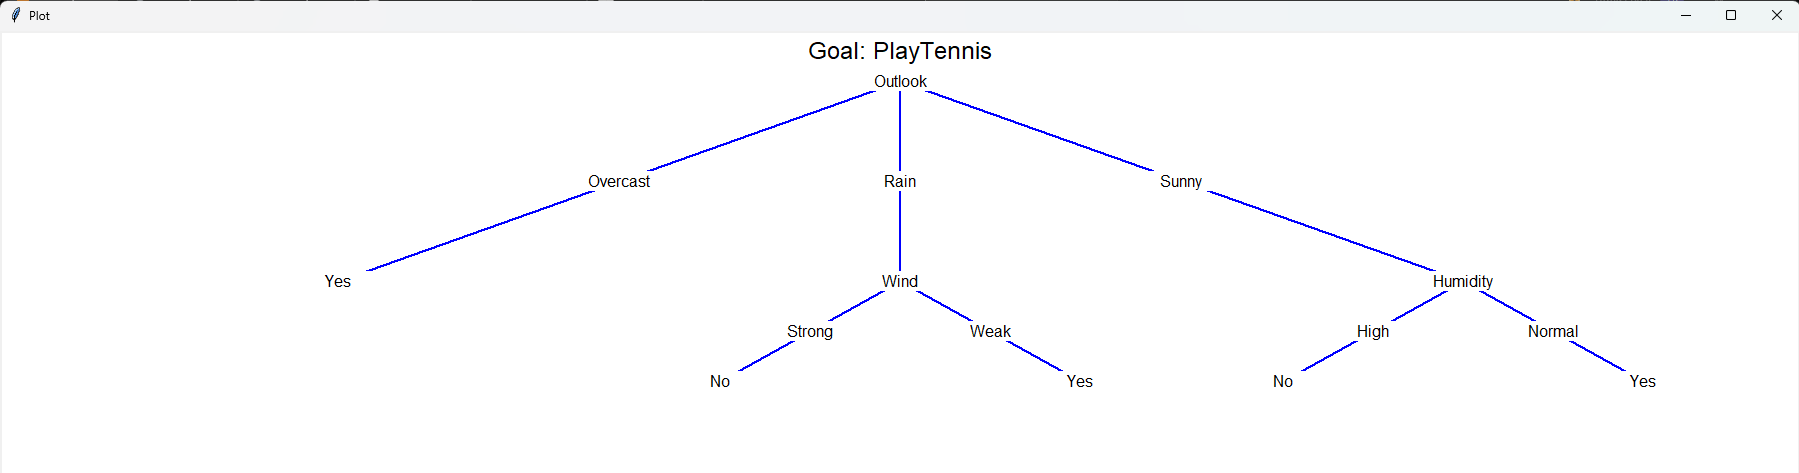 Plot
Goal: PlayTennis
Outlook
Overcast Rain Sunny
Yes Wind Humidity
Strong Weak High Normal
No Yes No Yes